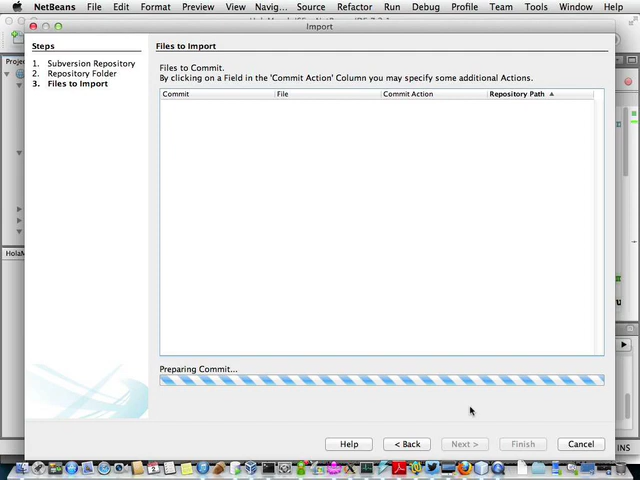 NetBeans File Edit Format Preview View Navig... Source Refactor Run Debug Profile Team Tools Window Help
Import
Projec
Steps
Files to Import
1. Subversion Repository
2. Repository Folder
3. Files to Import
Files to Commit.
By clicking on a Field in the 'Commit Action' Column you may specify some additional Actions.
Commit File Commit Action Repository Path
HolaM
Preparing Commit...
Help < Back Next > Finish Cancel
INS